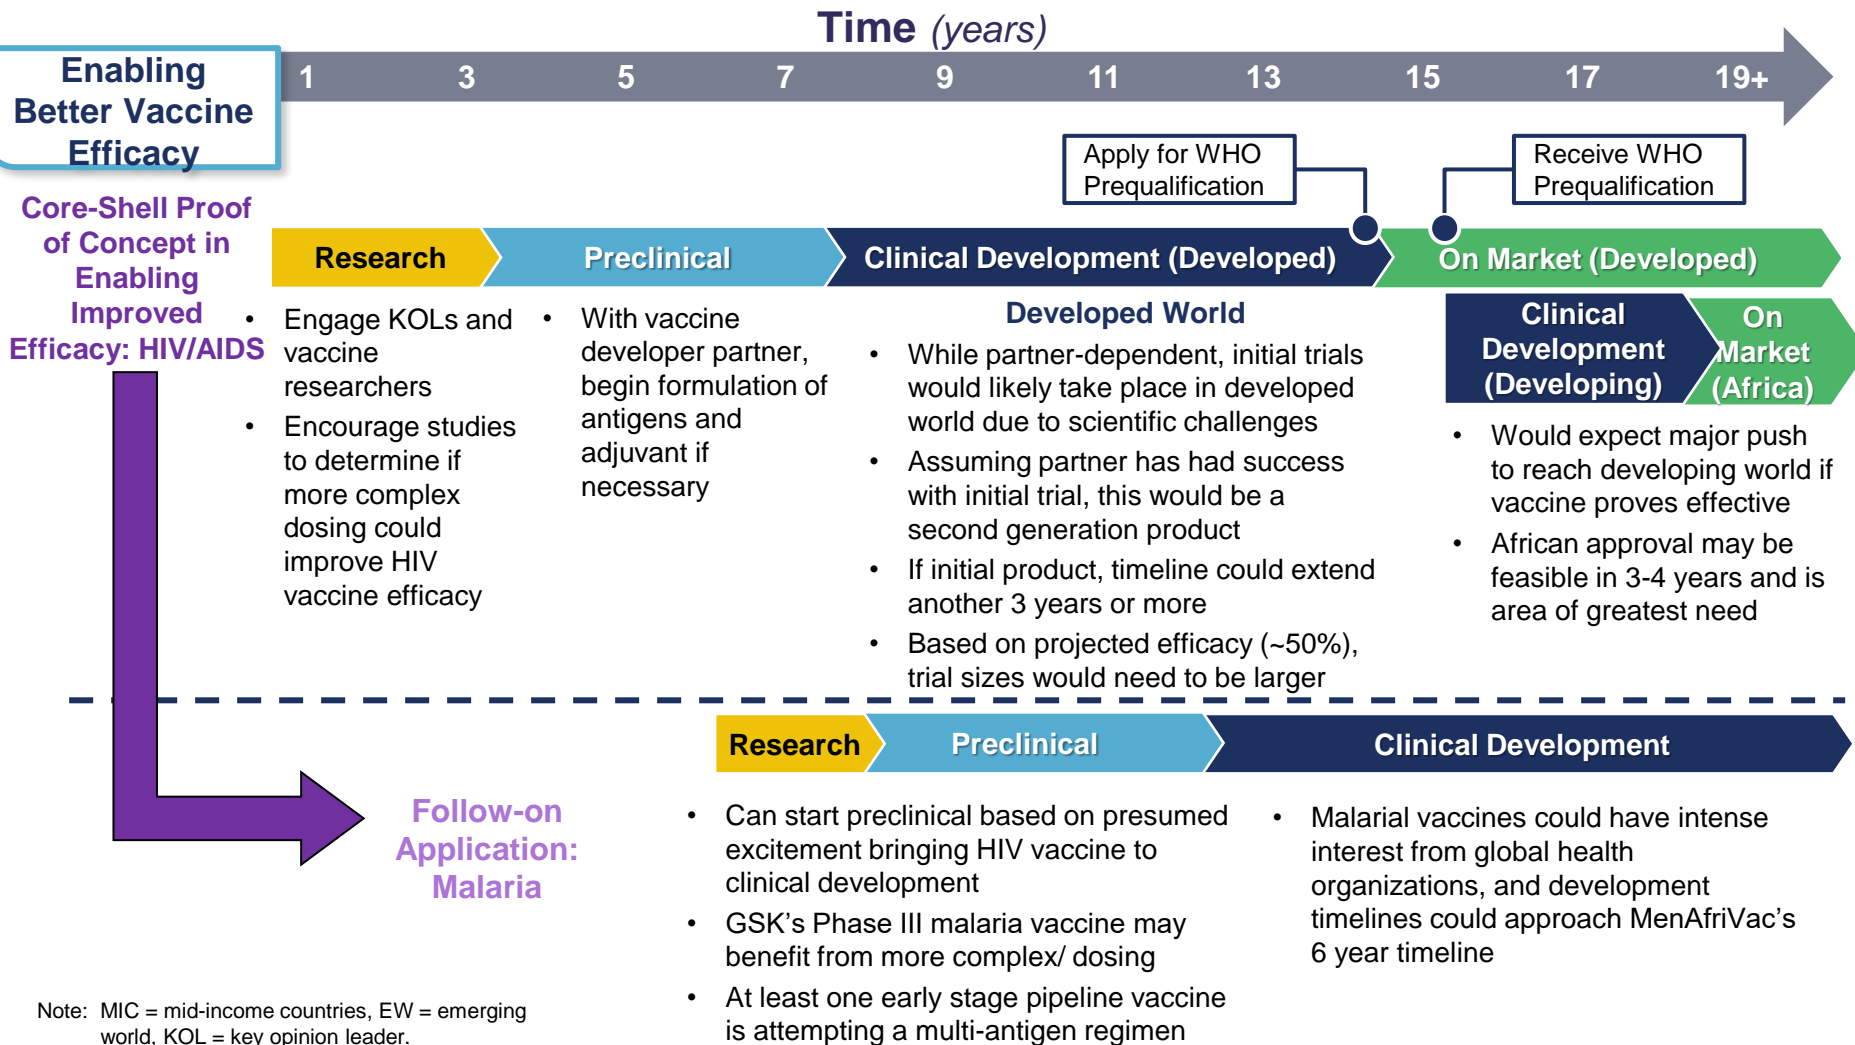 Time (years)
1 3 5 7 9 11 13 15 17 19+
Enabling
Better Vaccine
Efficacy
Apply for WHO
Prequalification
Receive WHO
Prequalification
Core-Shell Proof
of Concept in
Enabling
Improved
Efficacy: HIV/AIDS
Research
Preclinical
Clinical Development (Developed)
On Market (Developed)
• Engage KOLs and
vaccine
researchers
• Encourage studies
to determine if
more complex
dosing could
improve HIV
vaccine efficacy
• With vaccine
developer partner,
begin formulation of
antigens and
adjuvant if
necessary
Developed World
• While partner-dependent, initial trials
would likely take place in developed
world due to scientific challenges
• Assuming partner has had success
with initial trial, this would be a
second generation product
• If initial product, timeline could extend
another 3 years or more
• Based on projected efficacy (~50%),
trial sizes would need to be larger
Clinical
Development
(Developing)
On
Market
(Africa)
• Would expect major push
to reach developing world if
vaccine proves effective
• African approval may be
feasible in 3-4 years and is
area of greatest need
Research
Preclinical
Clinical Development
Follow-on
Application:
Malaria
• Can start preclinical based on presumed
excitement bringing HIV vaccine to
clinical development
• GSK's Phase III malaria vaccine may
benefit from more complex/ dosing
• At least one early stage pipeline vaccine
is attempting a multi-antigen regimen
• Malarial vaccines could have intense
interest from global health
organizations, and development
timelines could approach MenAfriVac's
6 year timeline
Note: MIC = mid-income countries, EW = emerging
world, KOL = key opinion leader.